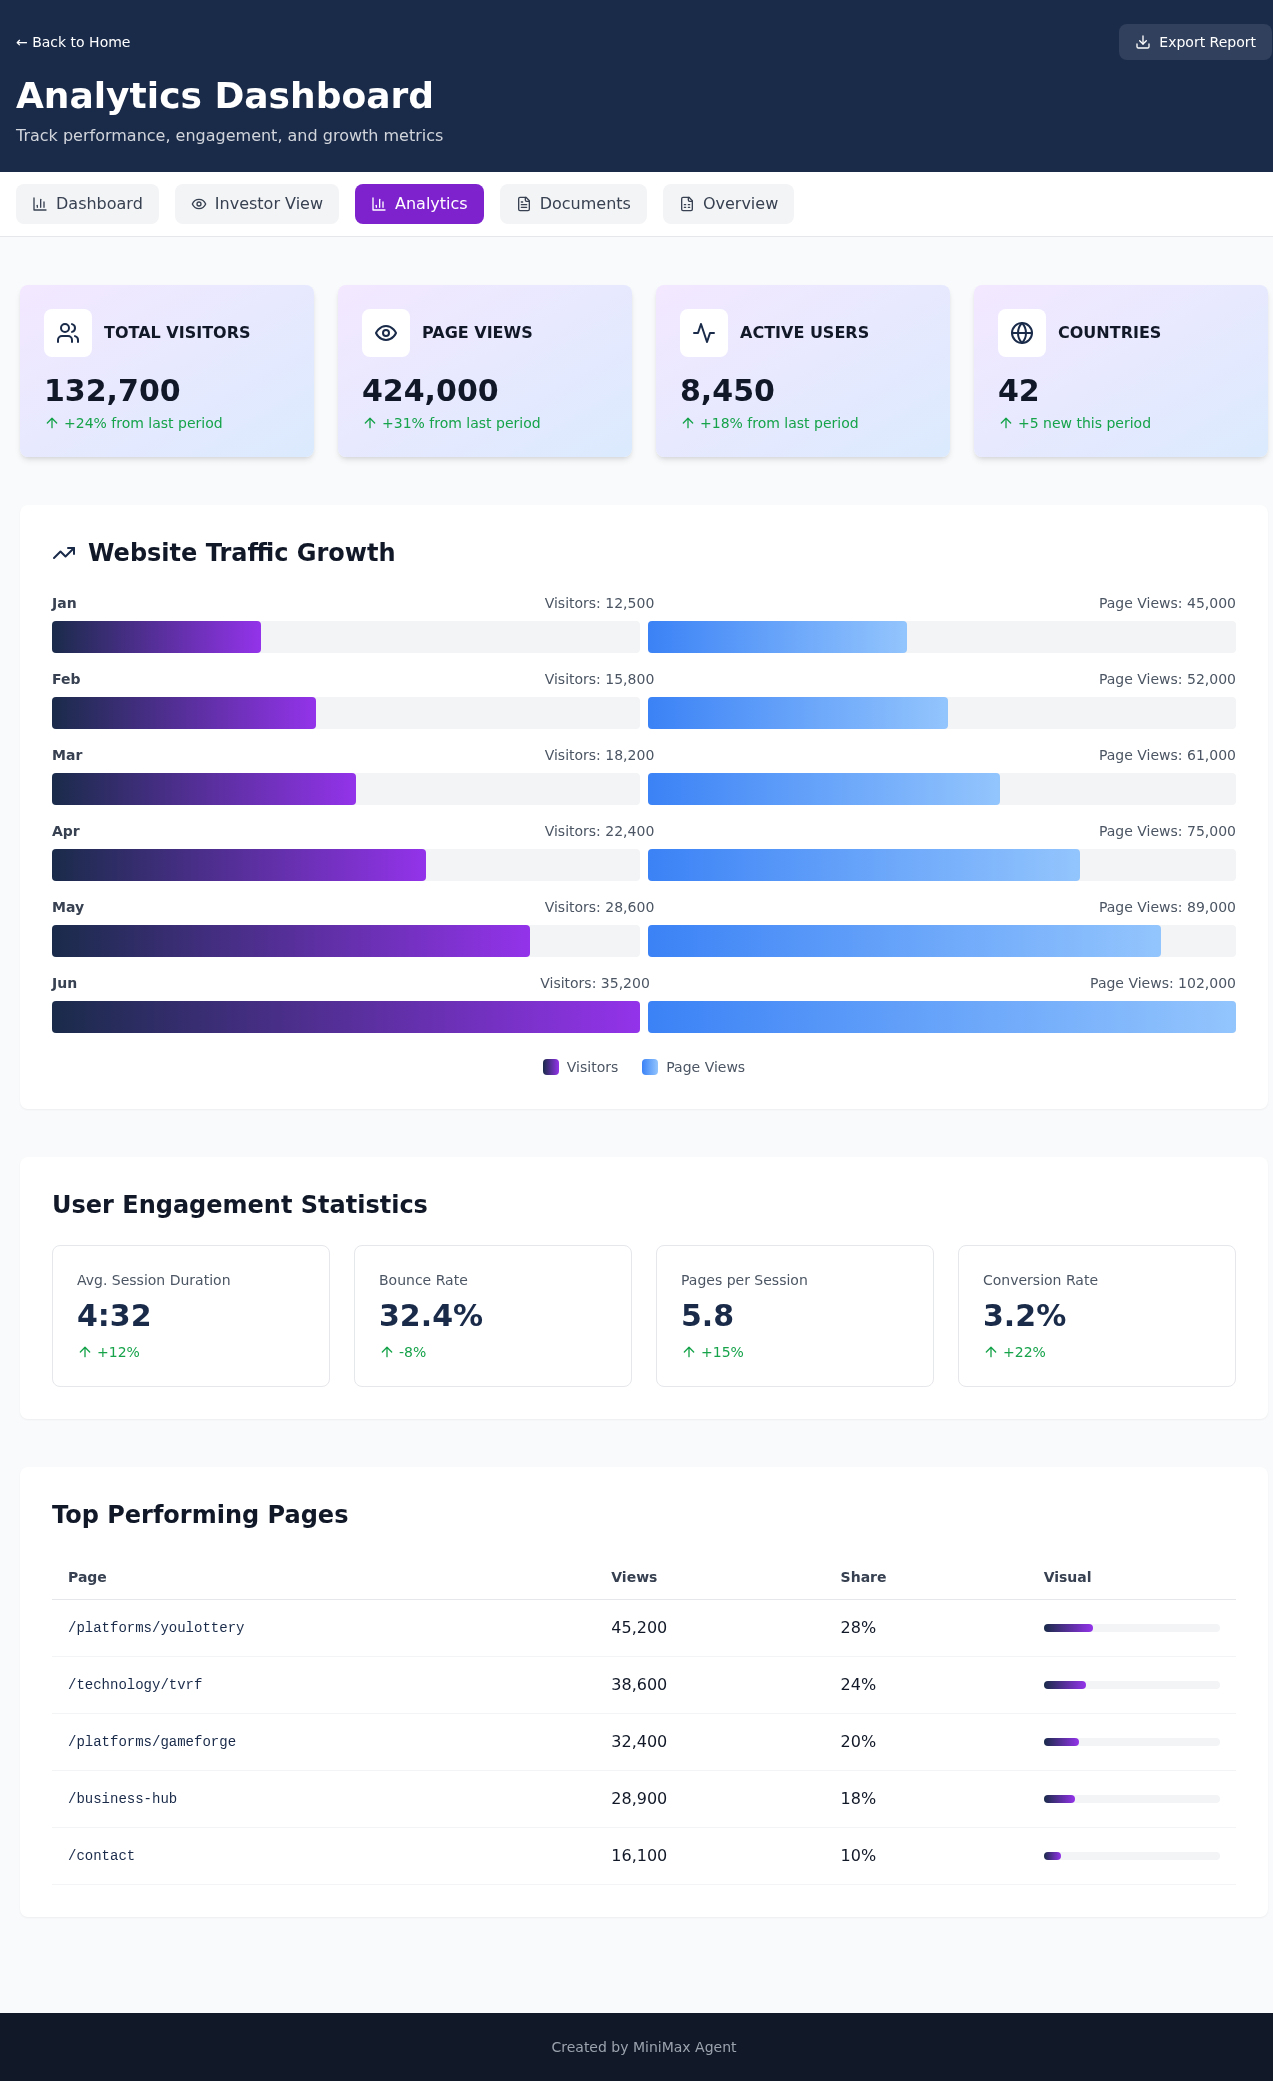 ← Back to Home
Export Report
Analytics Dashboard
Track performance, engagement, and growth metrics
Dashboard
Investor View
Analytics
Documents
Overview
TOTAL VISITORS
132,700
+24% from last period
PAGE VIEWS
424,000
+31% from last period
ACTIVE USERS
8,450
+18% from last period
COUNTRIES
42
+5 new this period
Website Traffic Growth
Jan Visitors: 12,500 Page Views: 45,000
Feb Visitors: 15,800 Page Views: 52,000
Mar Visitors: 18,200 Page Views: 61,000
Apr Visitors: 22,400 Page Views: 75,000
May Visitors: 28,600 Page Views: 89,000
Jun Visitors: 35,200 Page Views: 102,000
Visitors Page Views
User Engagement Statistics
Avg. Session Duration
4:32
+12%
Bounce Rate
32.4%
-8%
Pages per Session
5.8
+15%
Conversion Rate
3.2%
+22%
Top Performing Pages
Page Views Share Visual
/platforms/youlottery 45,200 28%
/technology/tvrf 38,600 24%
/platforms/gameforge 32,400 20%
/business-hub 28,900 18%
/contact 16,100 10%
Created by MiniMax Agent